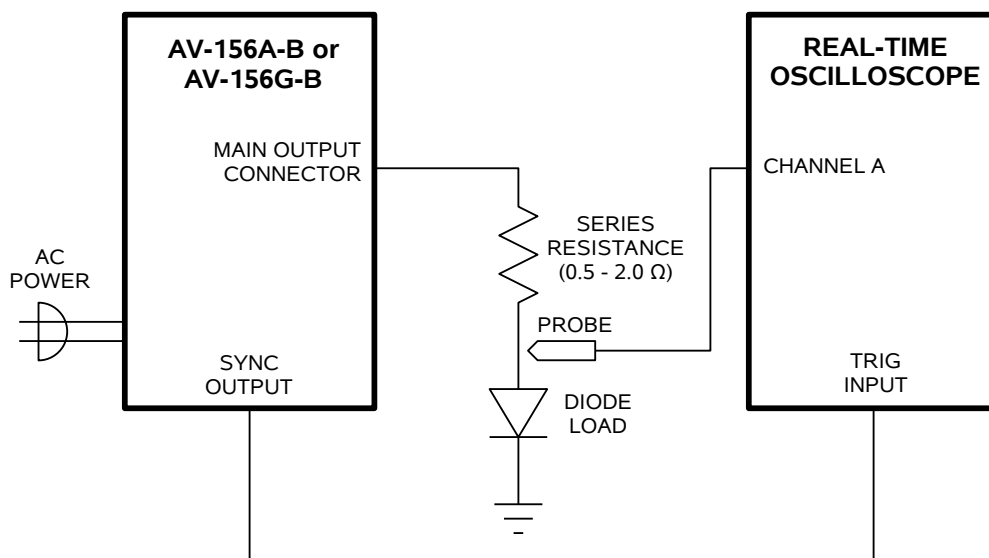 AV-156A-B or
AV-156G-B
MAIN OUTPUT
CONNECTOR
AC
POWER
SYNC
OUTPUT
SERIES
RESISTANCE
(0.5 - 2.0 Ω)
PROBE
DIODE
LOAD
REAL-TIME
OSCILLOSCOPE
CHANNEL A
TRIG
INPUT